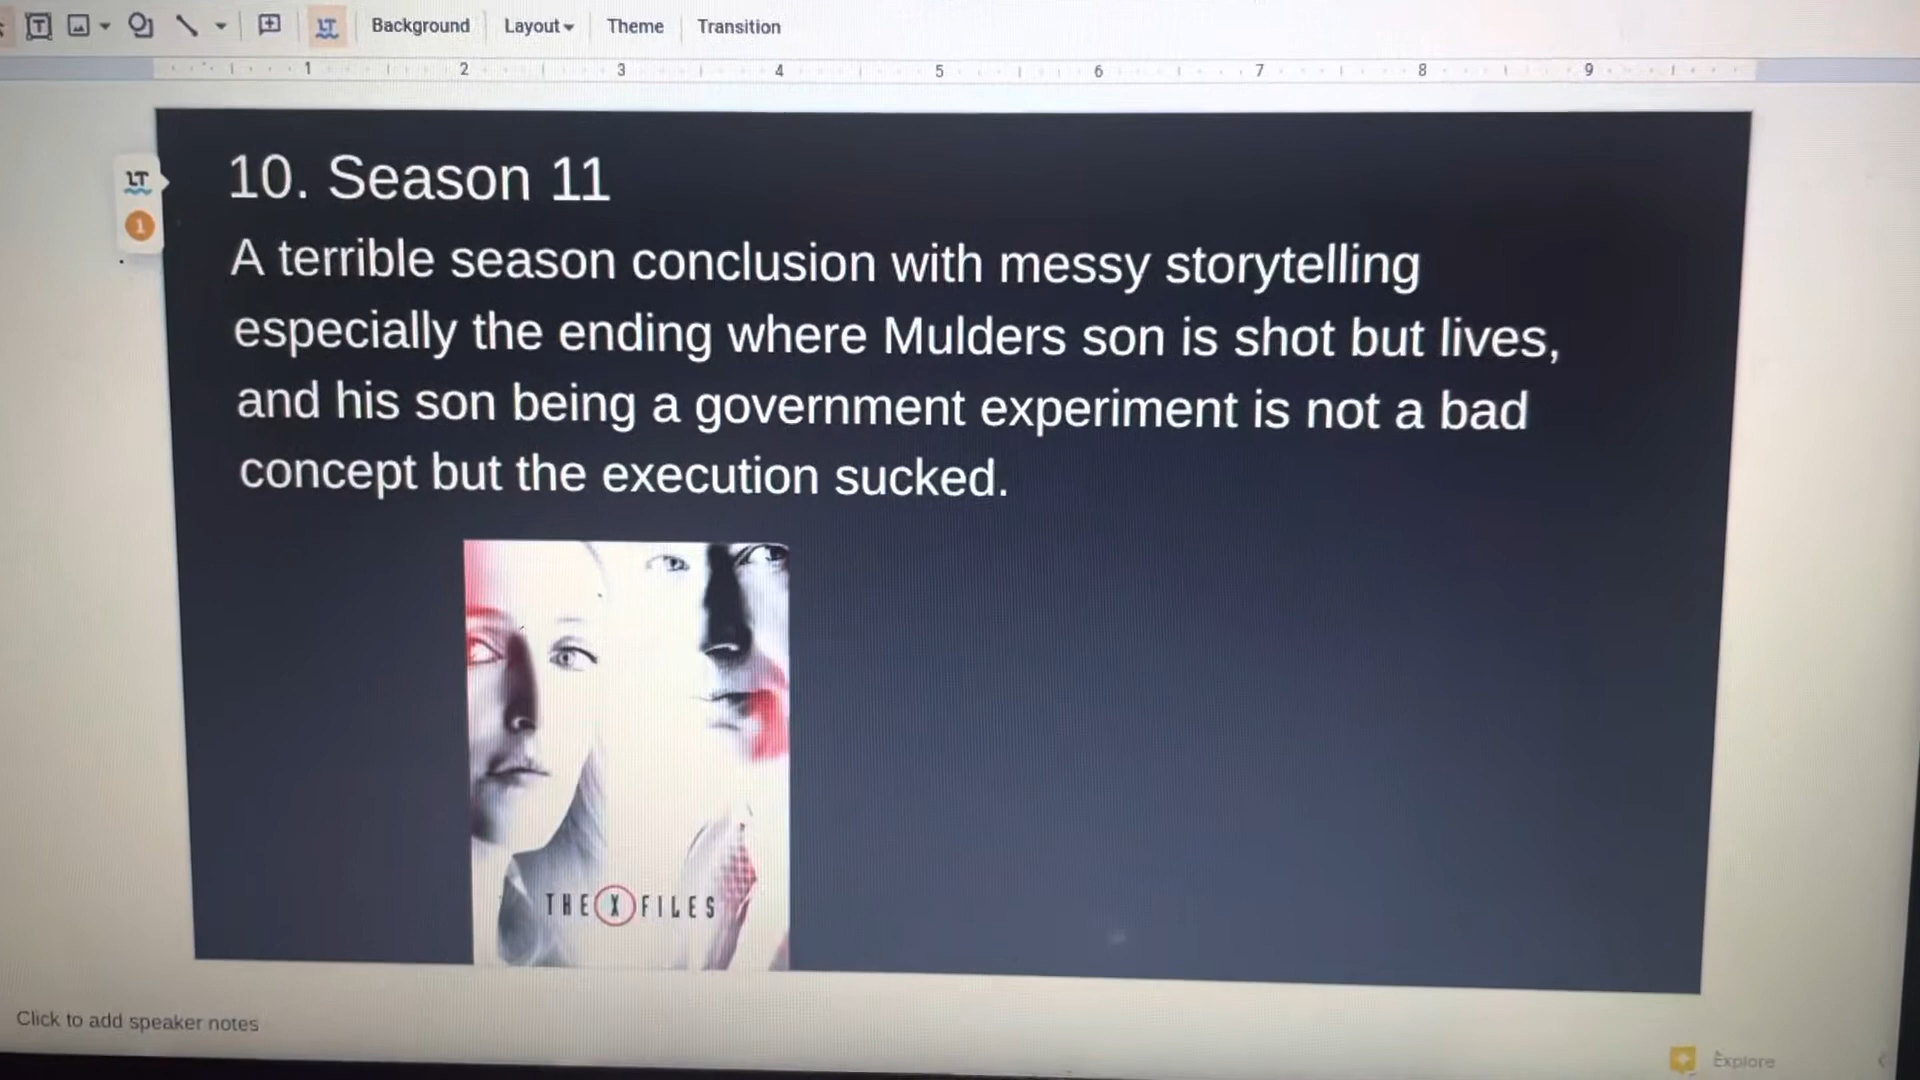 Background Layout Theme Transition
1 2 3 4 5 6 7 8 9
LT
1
10. Season 11
A terrible season conclusion with messy storytelling
especially the ending where Mulders son is shot but lives,
and his son being a government experiment is not a bad
concept but the execution sucked.
THE X FILES
Click to add speaker notes
Explore